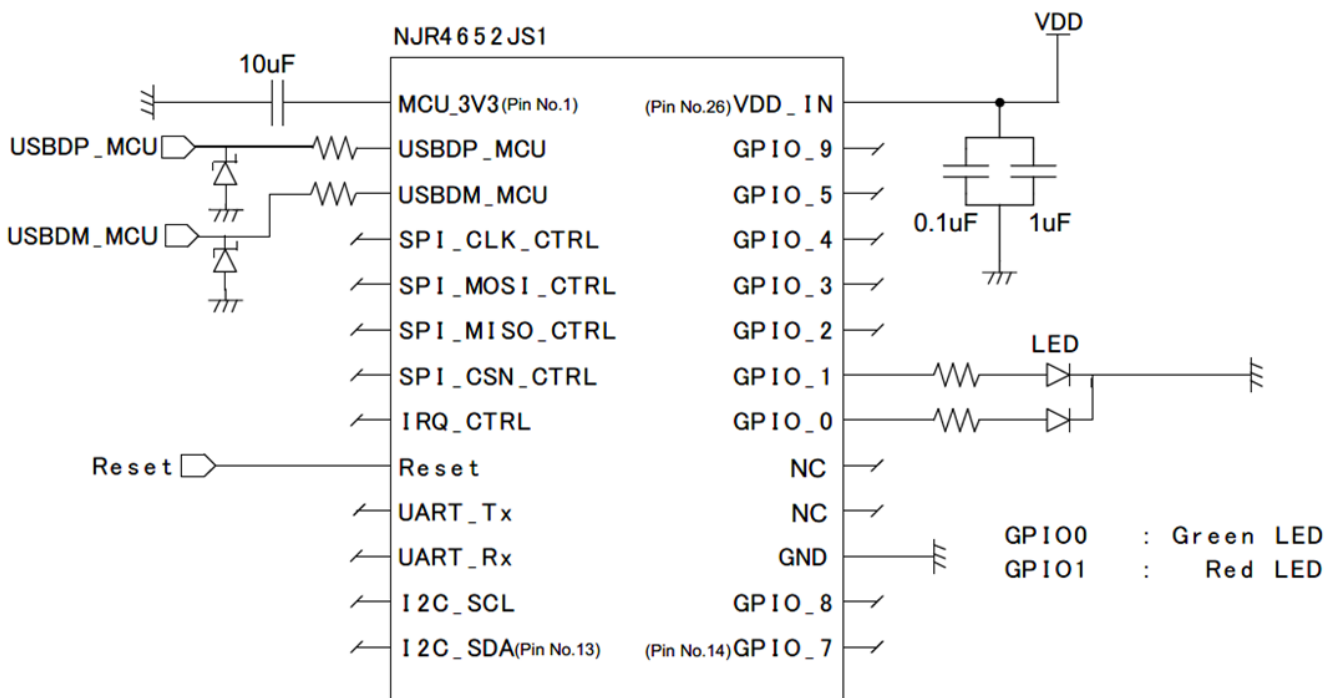 NJR4652JS1
VDD
10uF
MCU_3V3(Pin No.1)
(Pin No.26)VDD_IN
USBDP_MCU
USBDP_MCU
GPIO_9
USBDM_MCU
GPIO_5
USBDM_MCU
0.1uF
1uF
SPI_CLK_CTRL
GPIO_4
SPI_MOSI_CTRL
GPIO_3
SPI_MISO_CTRL
GPIO_2
LED
SPI_CSN_CTRL
GPIO_1
IRQ_CTRL
GPIO_0
Reset
Reset
NC
UART_Tx
NC
GPIO0 : Green LED
UART_Rx
GND
GPIO1 : Red LED
I2C_SCL
GPIO_8
I2C_SDA(Pin No.13)
(Pin No.14)GPIO_7